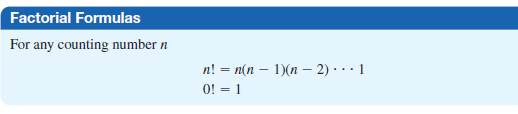 Factorial Formulas
For any counting number n
n! = n(n − 1)(n − 2) · · · 1
0! = 1